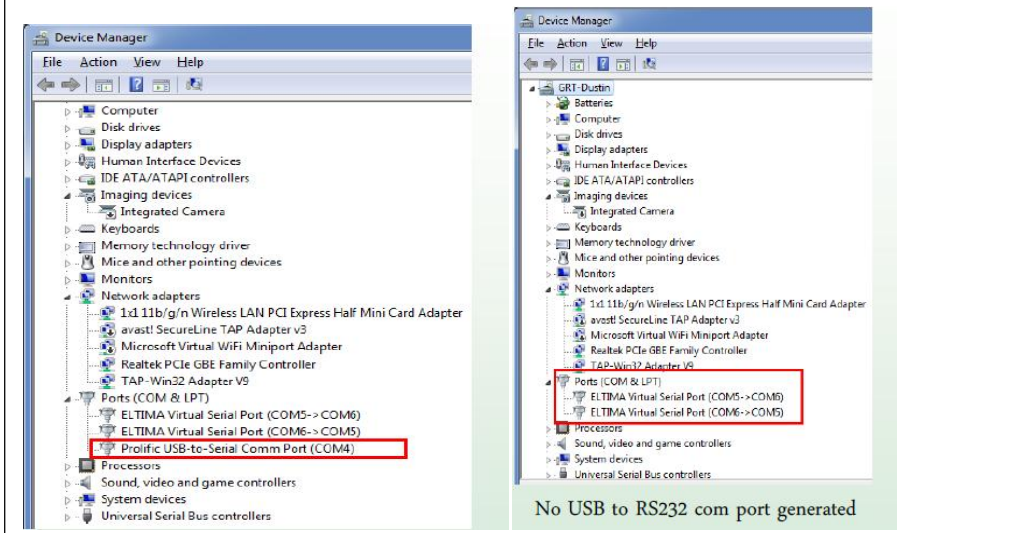 Device Manager
File Action View Help
Computer
Disk drives
Display adapters
Human Interface Devices
IDE ATA/ATAPI controllers
Imaging devices
Integrated Camera
Keyboards
Memory technology driver
Mice and other pointing devices
Monitors
Network adapters
1x1 11b/g/n Wireless LAN PCI Express Half Mini Card Adapter
avast! SecureLine TAP Adapter v3
Microsoft Virtual WiFi Miniport Adapter
Realtek PCIe GBE Family Controller
TAP-Win32 Adapter V9
Ports (COM & LPT)
ELTIMA Virtual Serial Port (COM5->COM6)
ELTIMA Virtual Serial Port (COM6->COM5)
Prolific USB-to-Serial Comm Port (COM4)
Processors
Sound, video and game controllers
System devices
Universal Serial Bus controllers
Device Manager
File Action View Help
GRT-Dustin
Batteries
Computer
Disk drives
Display adapters
Human Interface Devices
IDE ATA/ATAPI controllers
Imaging devices
Integrated Camera
Keyboards
Memory technology driver
Mice and other pointing devices
Monitors
Network adapters
1x1 11b/g/n Wireless LAN PCI Express Half Mini Card Adapter
avast! SecureLine TAP Adapter v3
Microsoft Virtual WiFi Miniport Adapter
Realtek PCIe GBE Family Controller
TAP-Win32 Adapter V9
Ports (COM & LPT)
ELTIMA Virtual Serial Port (COM5->COM6)
ELTIMA Virtual Serial Port (COM6->COM5)
Processors
Sound, video and game controllers
System devices
Universal Serial Bus controllers
No USB to RS232 com port generated